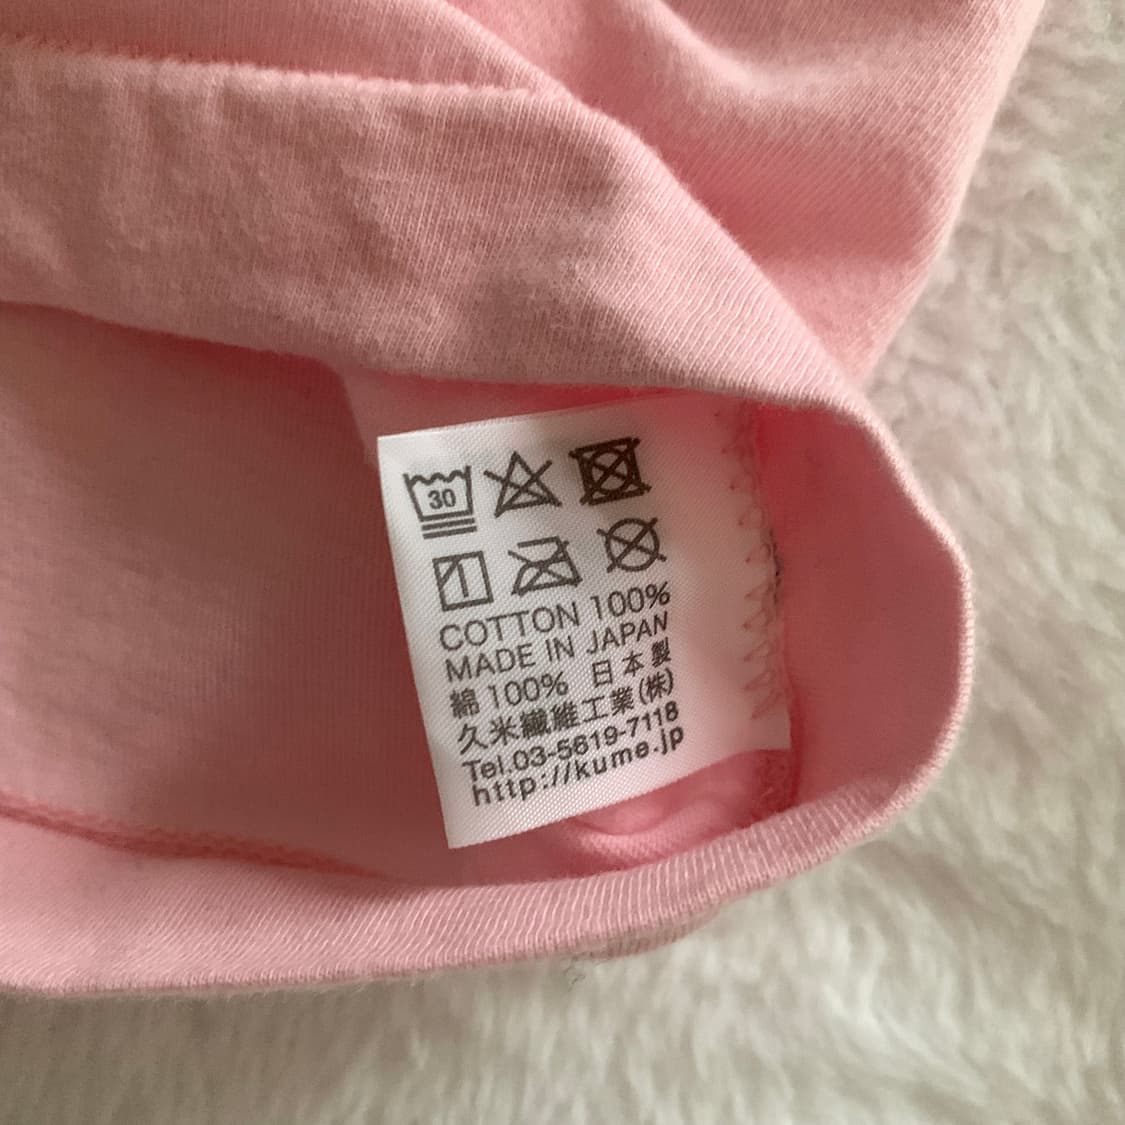 30
COTTON 100%
MADE IN JAPAN
綿 100% 日本製
久米繊維工業(株)
Tel.03-5619-7118
http://kume.jp